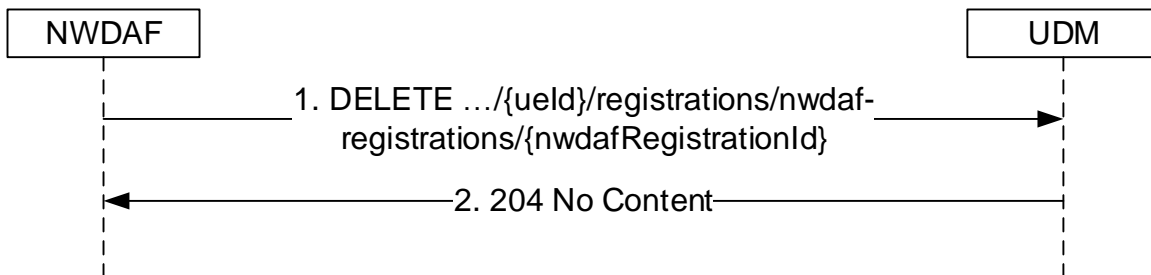 NWDAF
UDM
1. DELETE …/{ueId}/registrations/nwdaf-
registrations/{nwdafRegistrationId}
2. 204 No Content